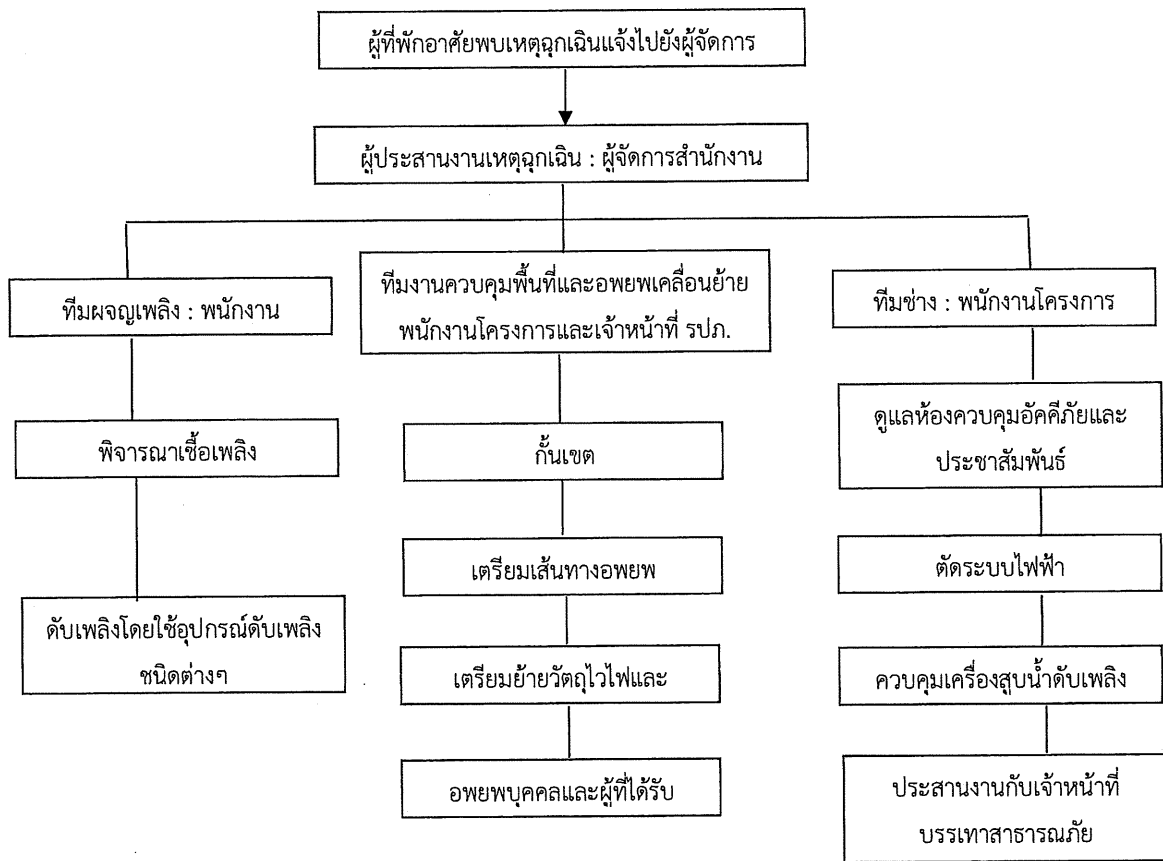 ผู้ที่พักอาศัยพบเหตุฉุกเฉินแจ้งไปยังผู้จัดการ
ผู้ประสานงานเหตุฉุกเฉิน : ผู้จัดการสำนักงาน
ทีมผจญเพลิง : พนักงาน
พิจารณาเชื้อเพลิง
ดับเพลิงโดยใช้อุปกรณ์ดับเพลิง
ชนิดต่างๆ
ทีมงานควบคุมพื้นที่และอพยพเคลื่อนย้าย
พนักงานโครงการและเจ้าหน้าที่ รปภ.
กั้นเขต
เตรียมเส้นทางอพยพ
เตรียมย้ายวัตถุไวไฟและ
อพยพบุคคลและผู้ที่ได้รับ
ทีมช่าง : พนักงานโครงการ
ดูแลห้องควบคุมอัคคีภัยและ
ประชาสัมพันธ์
ตัดระบบไฟฟ้า
ควบคุมเครื่องสูบน้ำดับเพลิง
ประสานงานกับเจ้าหน้าที่
บรรเทาสาธารณภัย